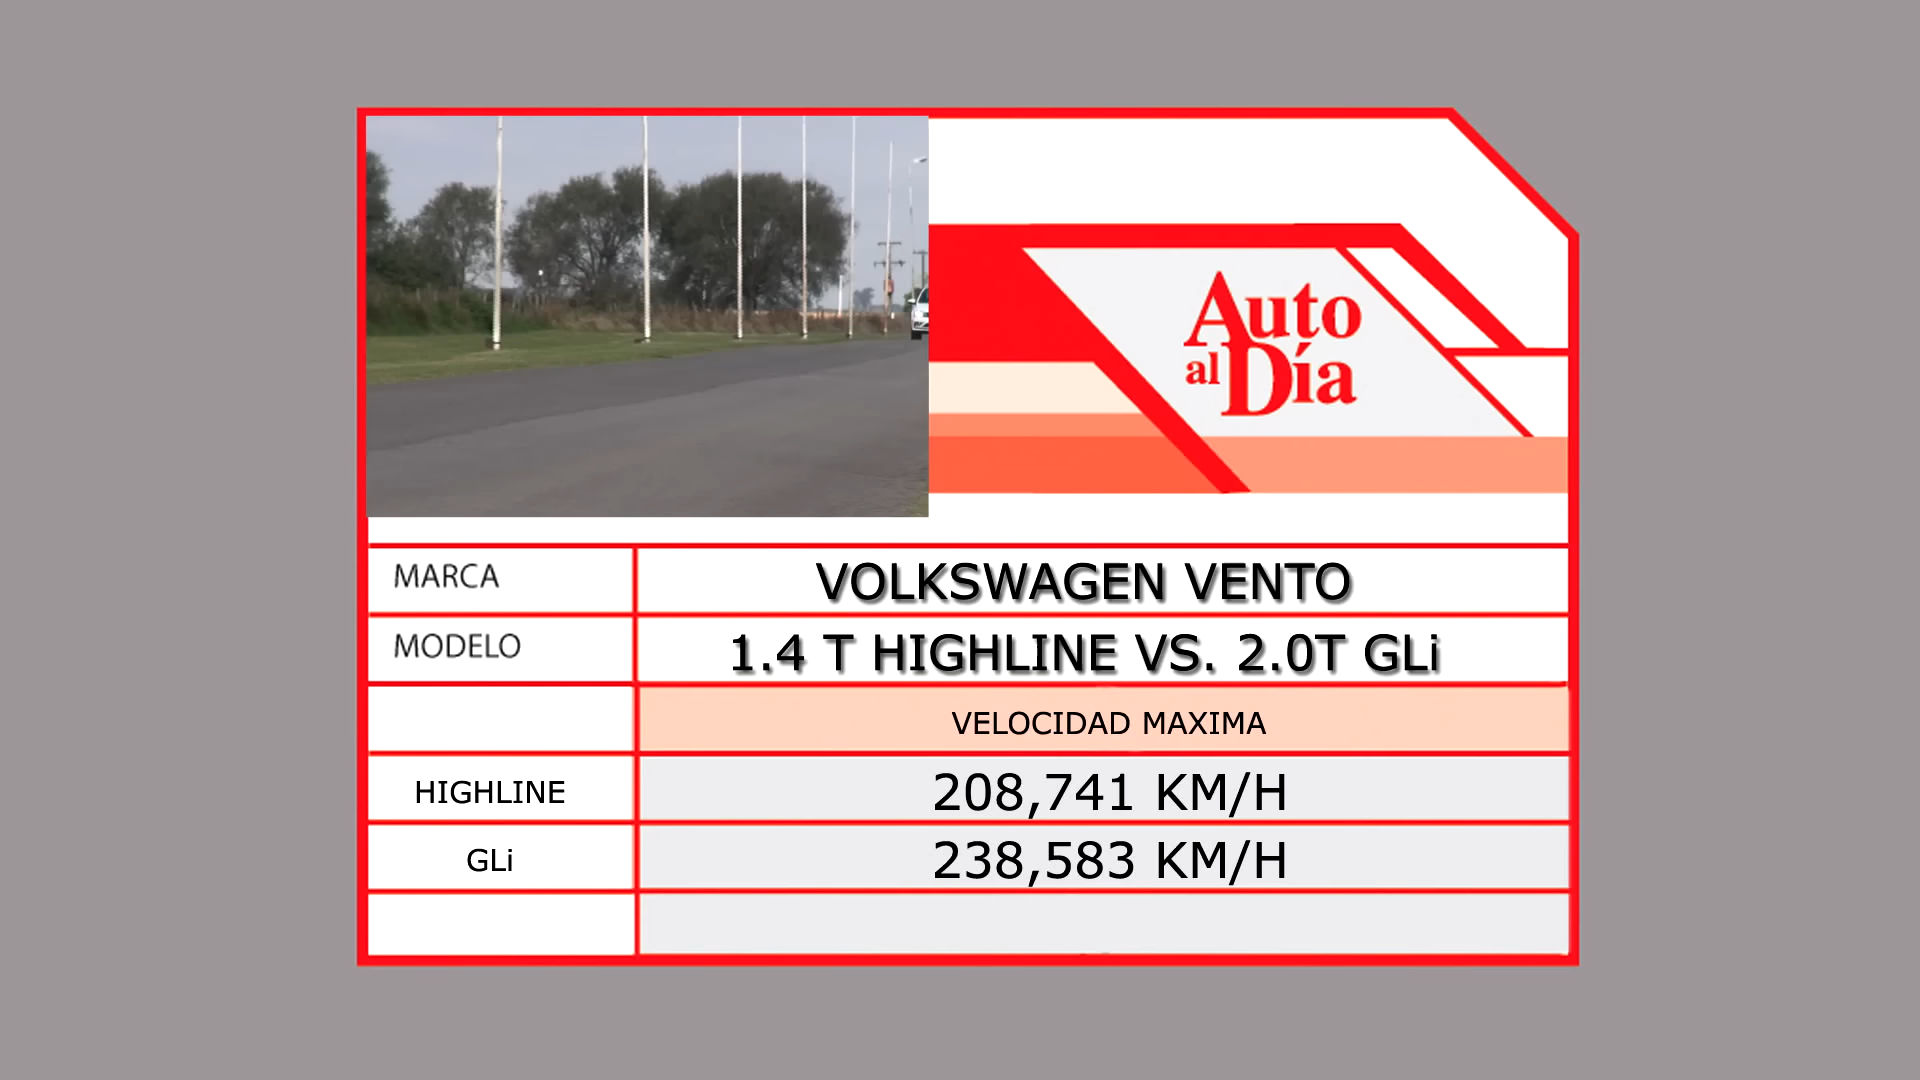 Auto
al Día
MARCA
VOLKSWAGEN VENTO
MODELO
1.4 T HIGHLINE VS. 2.0T GLi
VELOCIDAD MAXIMA
HIGHLINE
208,741 KM/H
GLi
238,583 KM/H